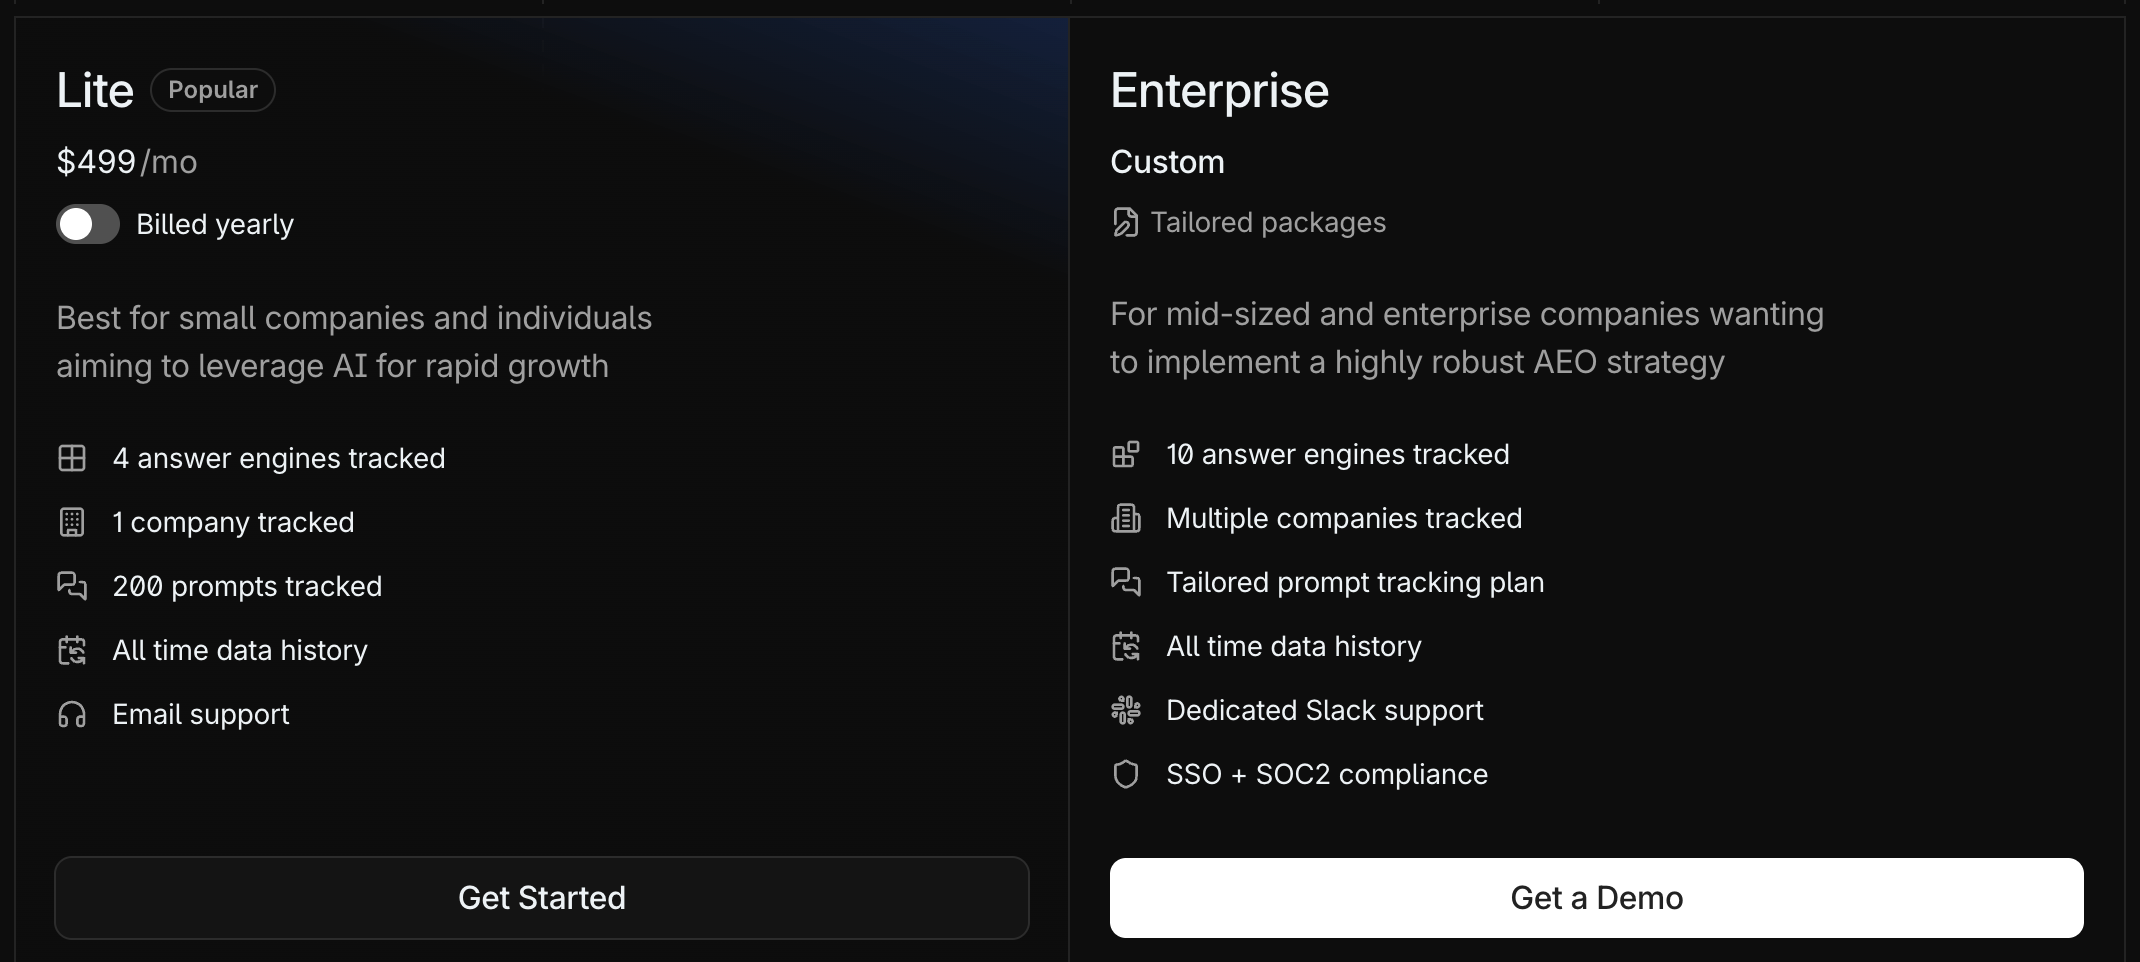 Lite
Popular
$499/mo
Billed yearly
Best for small companies and individuals
aiming to leverage AI for rapid growth
4 answer engines tracked
1 company tracked
200 prompts tracked
All time data history
Email support
Get Started
Enterprise
Custom
Tailored packages
For mid-sized and enterprise companies wanting
to implement a highly robust AEO strategy
10 answer engines tracked
Multiple companies tracked
Tailored prompt tracking plan
All time data history
Dedicated Slack support
SSO + SOC2 compliance
Get a Demo